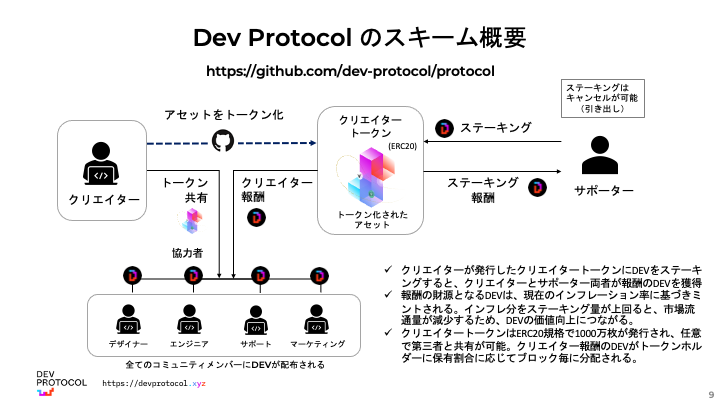 Dev Protocol のスキーム概要
https://github.com/dev-protocol/protocol
ステーキングは
キャンセルが可能
（引き出し）
アセットをトークン化
クリエイター
トークン
(ERC20)
ステーキング
クリエイター
トークン
共有
クリエイター
報酬
トークン化された
アセット
ステーキング
報酬
サポーター
協力者
デザイナー
エンジニア
サポート
マーケティング
全てのコミュニティメンバーにDEVが配布される
✓ クリエイターが発行したクリエイタートークンにDEVをステーキ
ングすると、クリエイターとサポーター両者が報酬のDEVを獲得
✓ 報酬の財源となるDEVは、現在のインフレーション率に基づきミ
ントされる。インフレ分をステーキング量が上回ると、市場流
通量が減少するため、DEVの価値向上につながる。
✓ クリエイタートークンはERC20規格で1000万枚が発行され、任意
で第三者と共有が可能。クリエイター報酬のDEVがトークンホル
ダーに保有割合に応じてブロック毎に分配される。
DEV
PROTOCOL
https://devprotocol.xyz
9